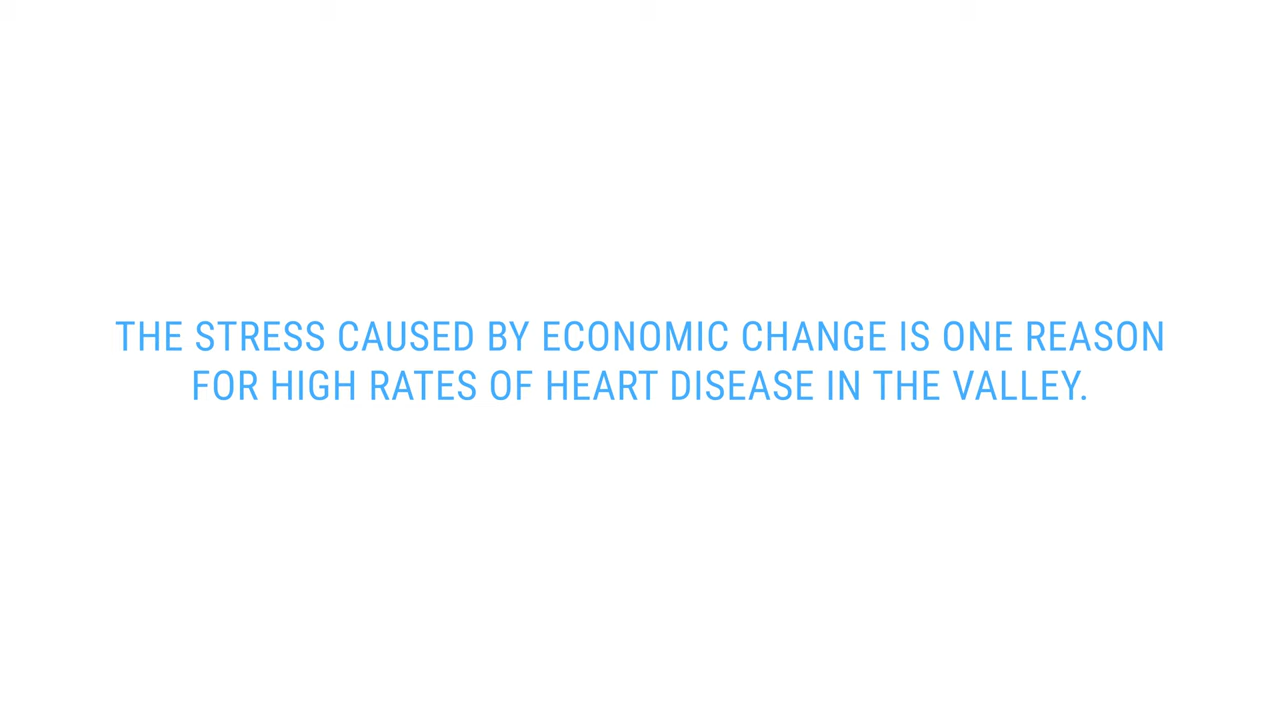 THE STRESS CAUSED BY ECONOMIC CHANGE IS ONE REASON
FOR HIGH RATES OF HEART DISEASE IN THE VALLEY.